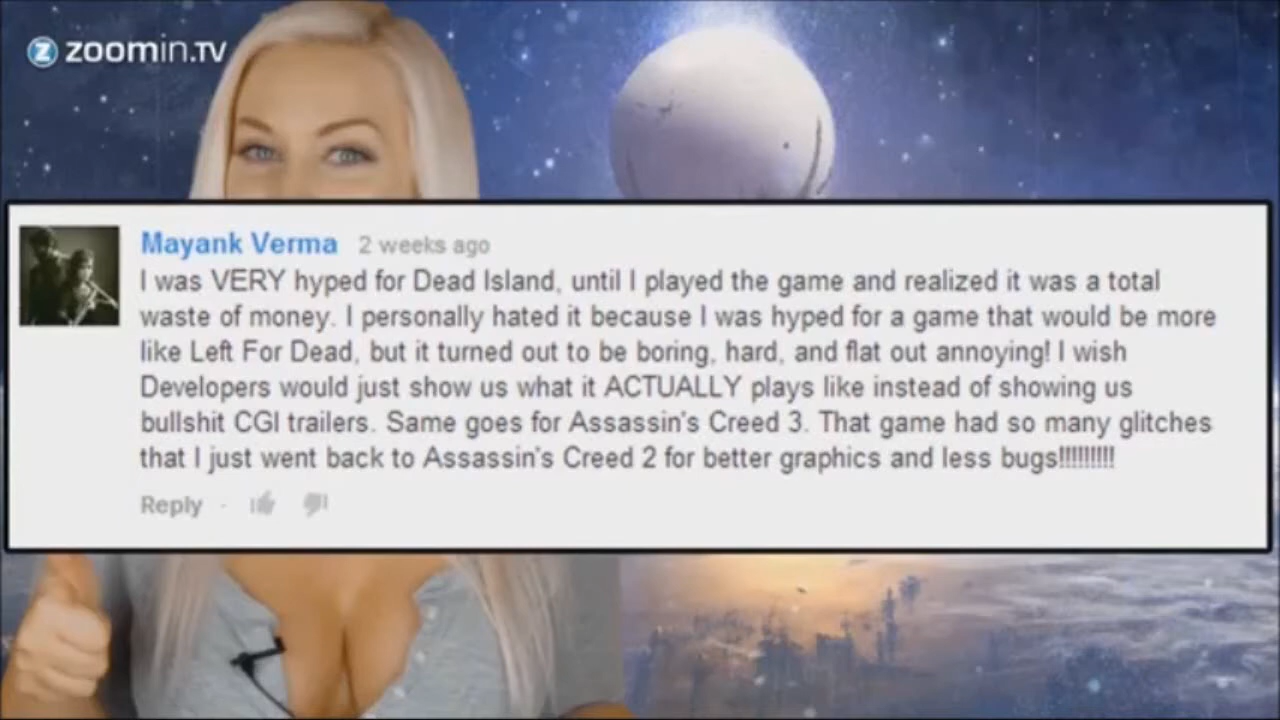 zoomin.TV
Mayank Verma 2 weeks ago
I was VERY hyped for Dead Island, until I played the game and realized it was a total
waste of money. I personally hated it because I was hyped for a game that would be more
like Left For Dead, but it turned out to be boring, hard, and flat out annoying! I wish
Developers would just show us what it ACTUALLY plays like instead of showing us
bullshit CGI trailers. Same goes for Assassin's Creed 3. That game had so many glitches
that I just went back to Assassin's Creed 2 for better graphics and less bugs!!!!!!!!!
Reply ·